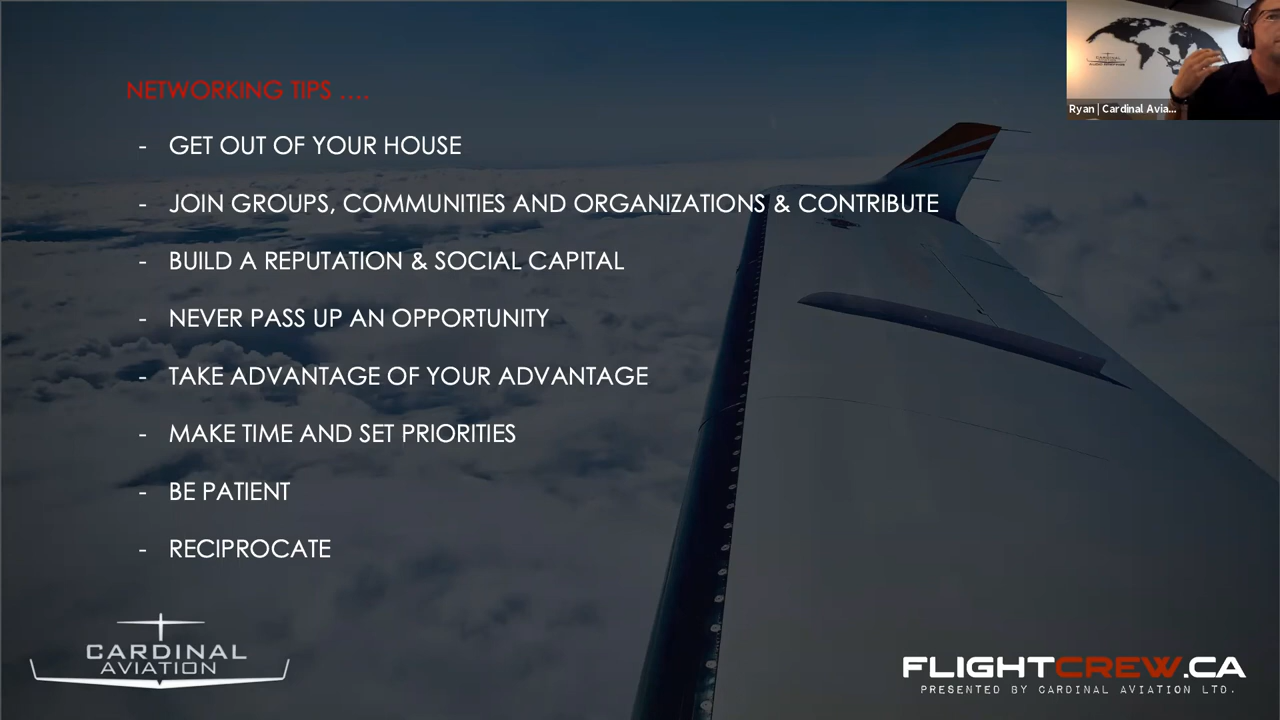 NETWORKING TIPS ....
- GET OUT OF YOUR HOUSE
- JOIN GROUPS, COMMUNITIES AND ORGANIZATIONS & CONTRIBUTE
- BUILD A REPUTATION & SOCIAL CAPITAL
- NEVER PASS UP AN OPPORTUNITY
- TAKE ADVANTAGE OF YOUR ADVANTAGE
- MAKE TIME AND SET PRIORITIES
- BE PATIENT
- RECIPROCATE
Ryan | Cardinal Avia...
CARDINAL
AVIATION
FLIGHTCREW.CA
PRESENTED BY CARDINAL AVIATION LTD.